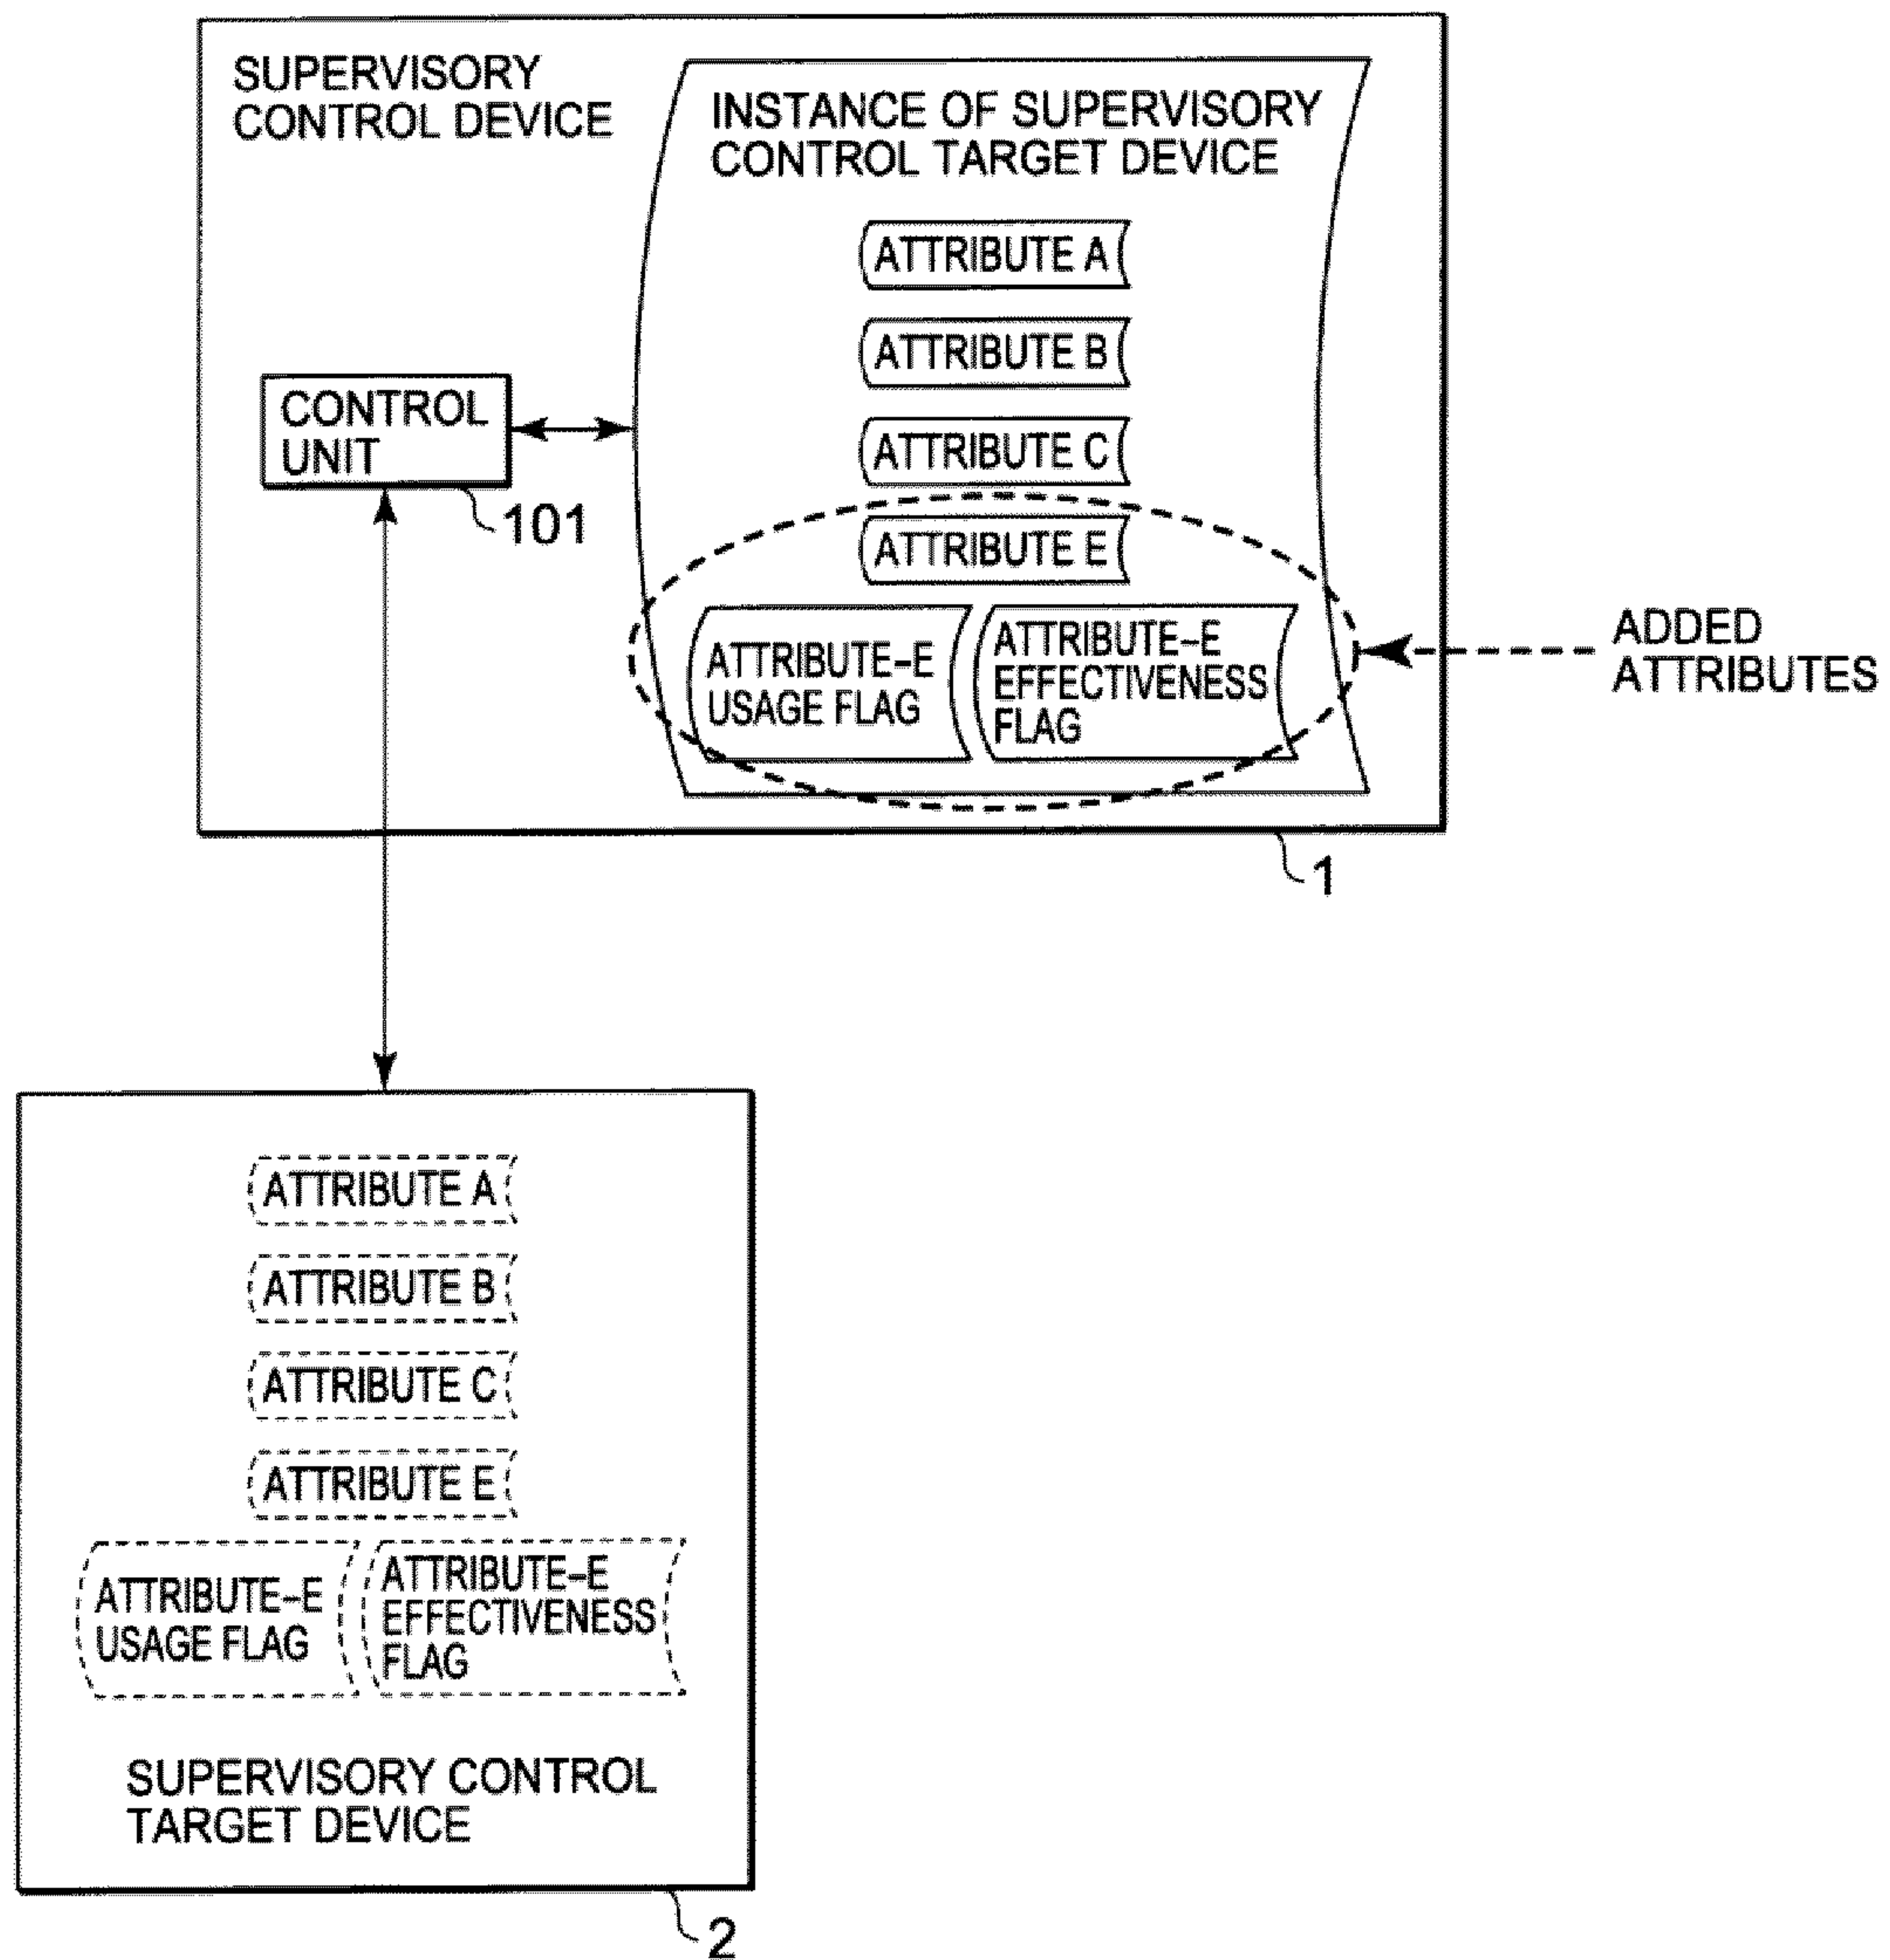 SUPERVISORY
CONTROL DEVICE
INSTANCE OF SUPERVISORY
CONTROL TARGET DEVICE
ATTRIBUTE A
ATTRIBUTE B
CONTROL
UNIT
ATTRIBUTE C
101
ATTRIBUTE E
ATTRIBUTE-E
USAGE FLAG
ATTRIBUTE-E
EFFECTIVENESS
FLAG
ADDED
ATTRIBUTES
1
ATTRIBUTE A
ATTRIBUTE B
ATTRIBUTE C
ATTRIBUTE E
ATTRIBUTE-E
USAGE FLAG
ATTRIBUTE-E
EFFECTIVENESS
FLAG
SUPERVISORY CONTROL
TARGET DEVICE
2